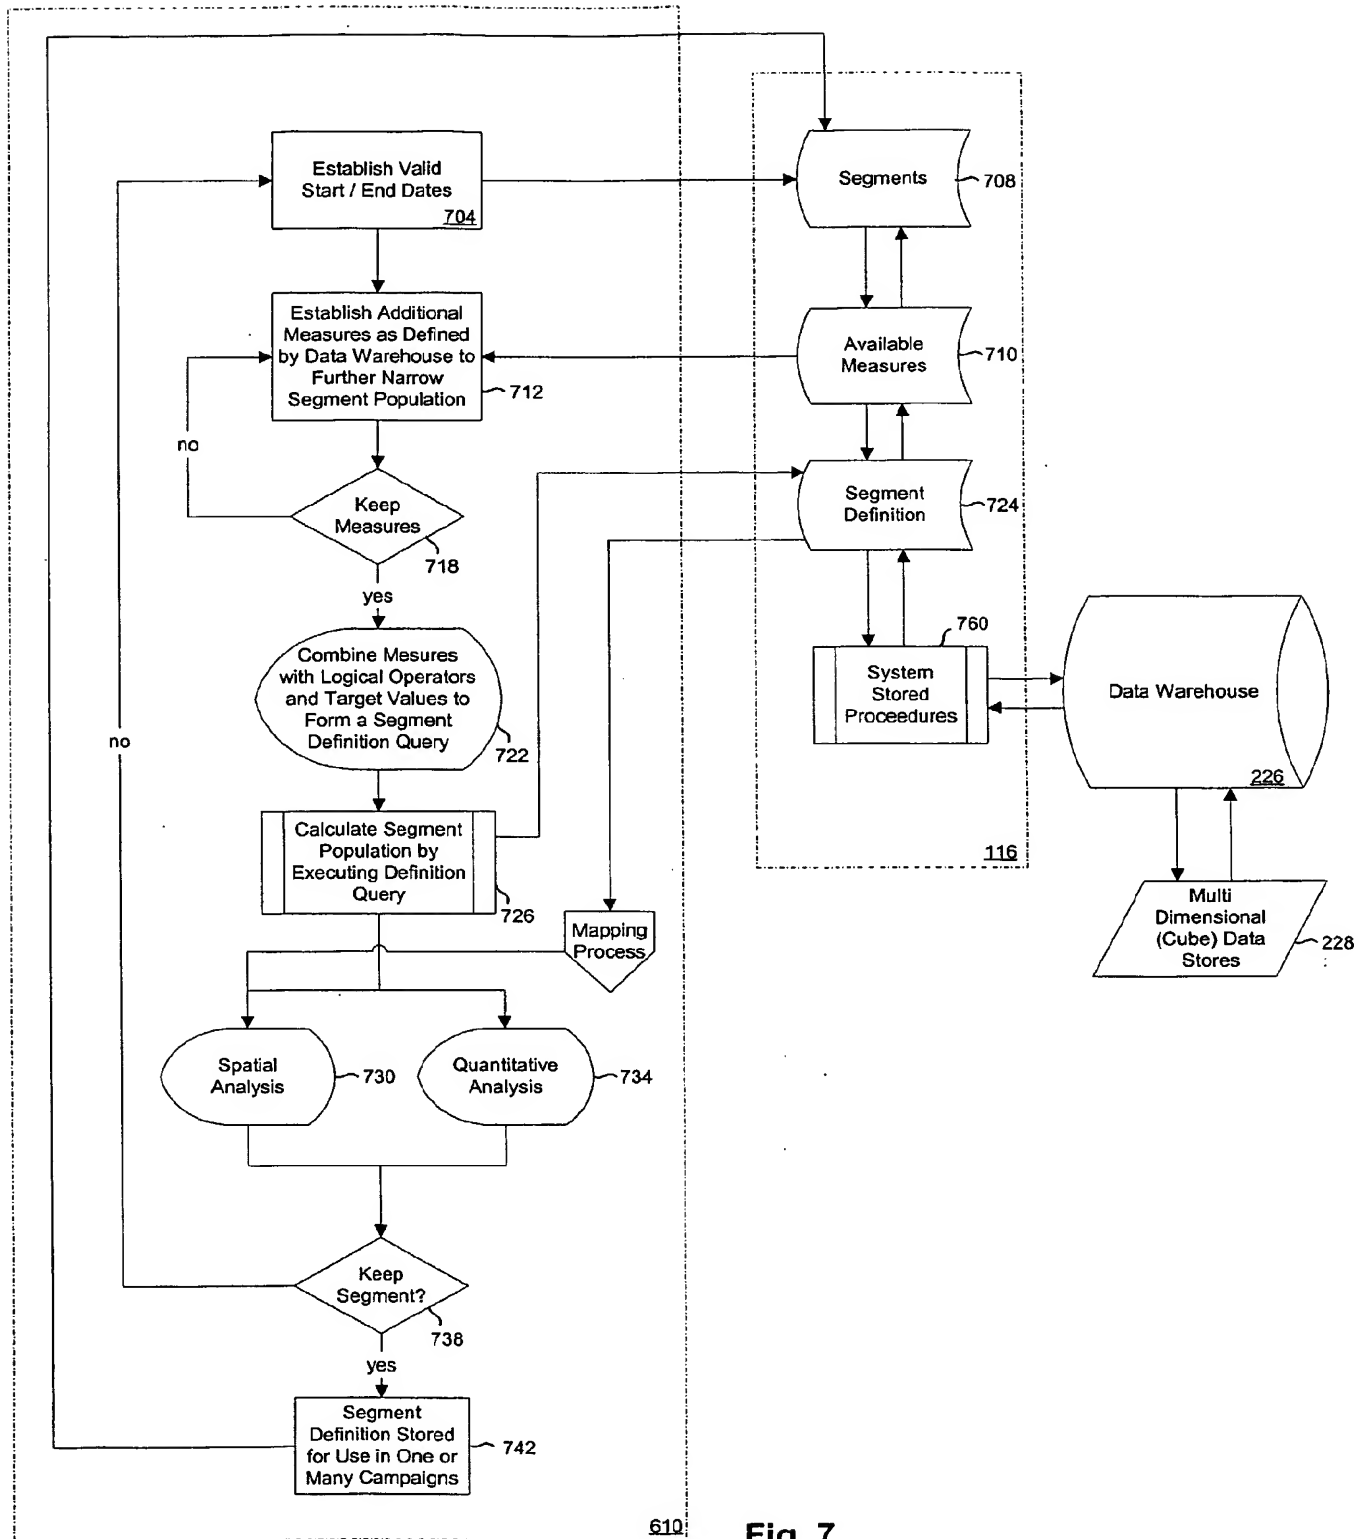 Establish Valid
Start / End Dates
704
Segments
708
Establish Additional
Measures as Defined
by Data Warehouse to
Further Narrow
Segment Population
712
Available
Measures
710
no
Keep
Measures
718
yes
Segment
Definition
724
Combine Mesures
with Logical Operators
and Target Values to
Form a Segment
Definition Query
722
760
System
Stored
Proceedures
Data Warehouse
226
no
Calculate Segment
Population by
Executing Definition
Query
726
116
Mapping
Process
Multi
Dimensional
(Cube) Data
Stores
228
Spatial
Analysis
730
Quantitative
Analysis
734
Keep
Segment?
738
yes
Segment
Definition Stored
for Use in One or
Many Campaigns
742
610
Fig. 7